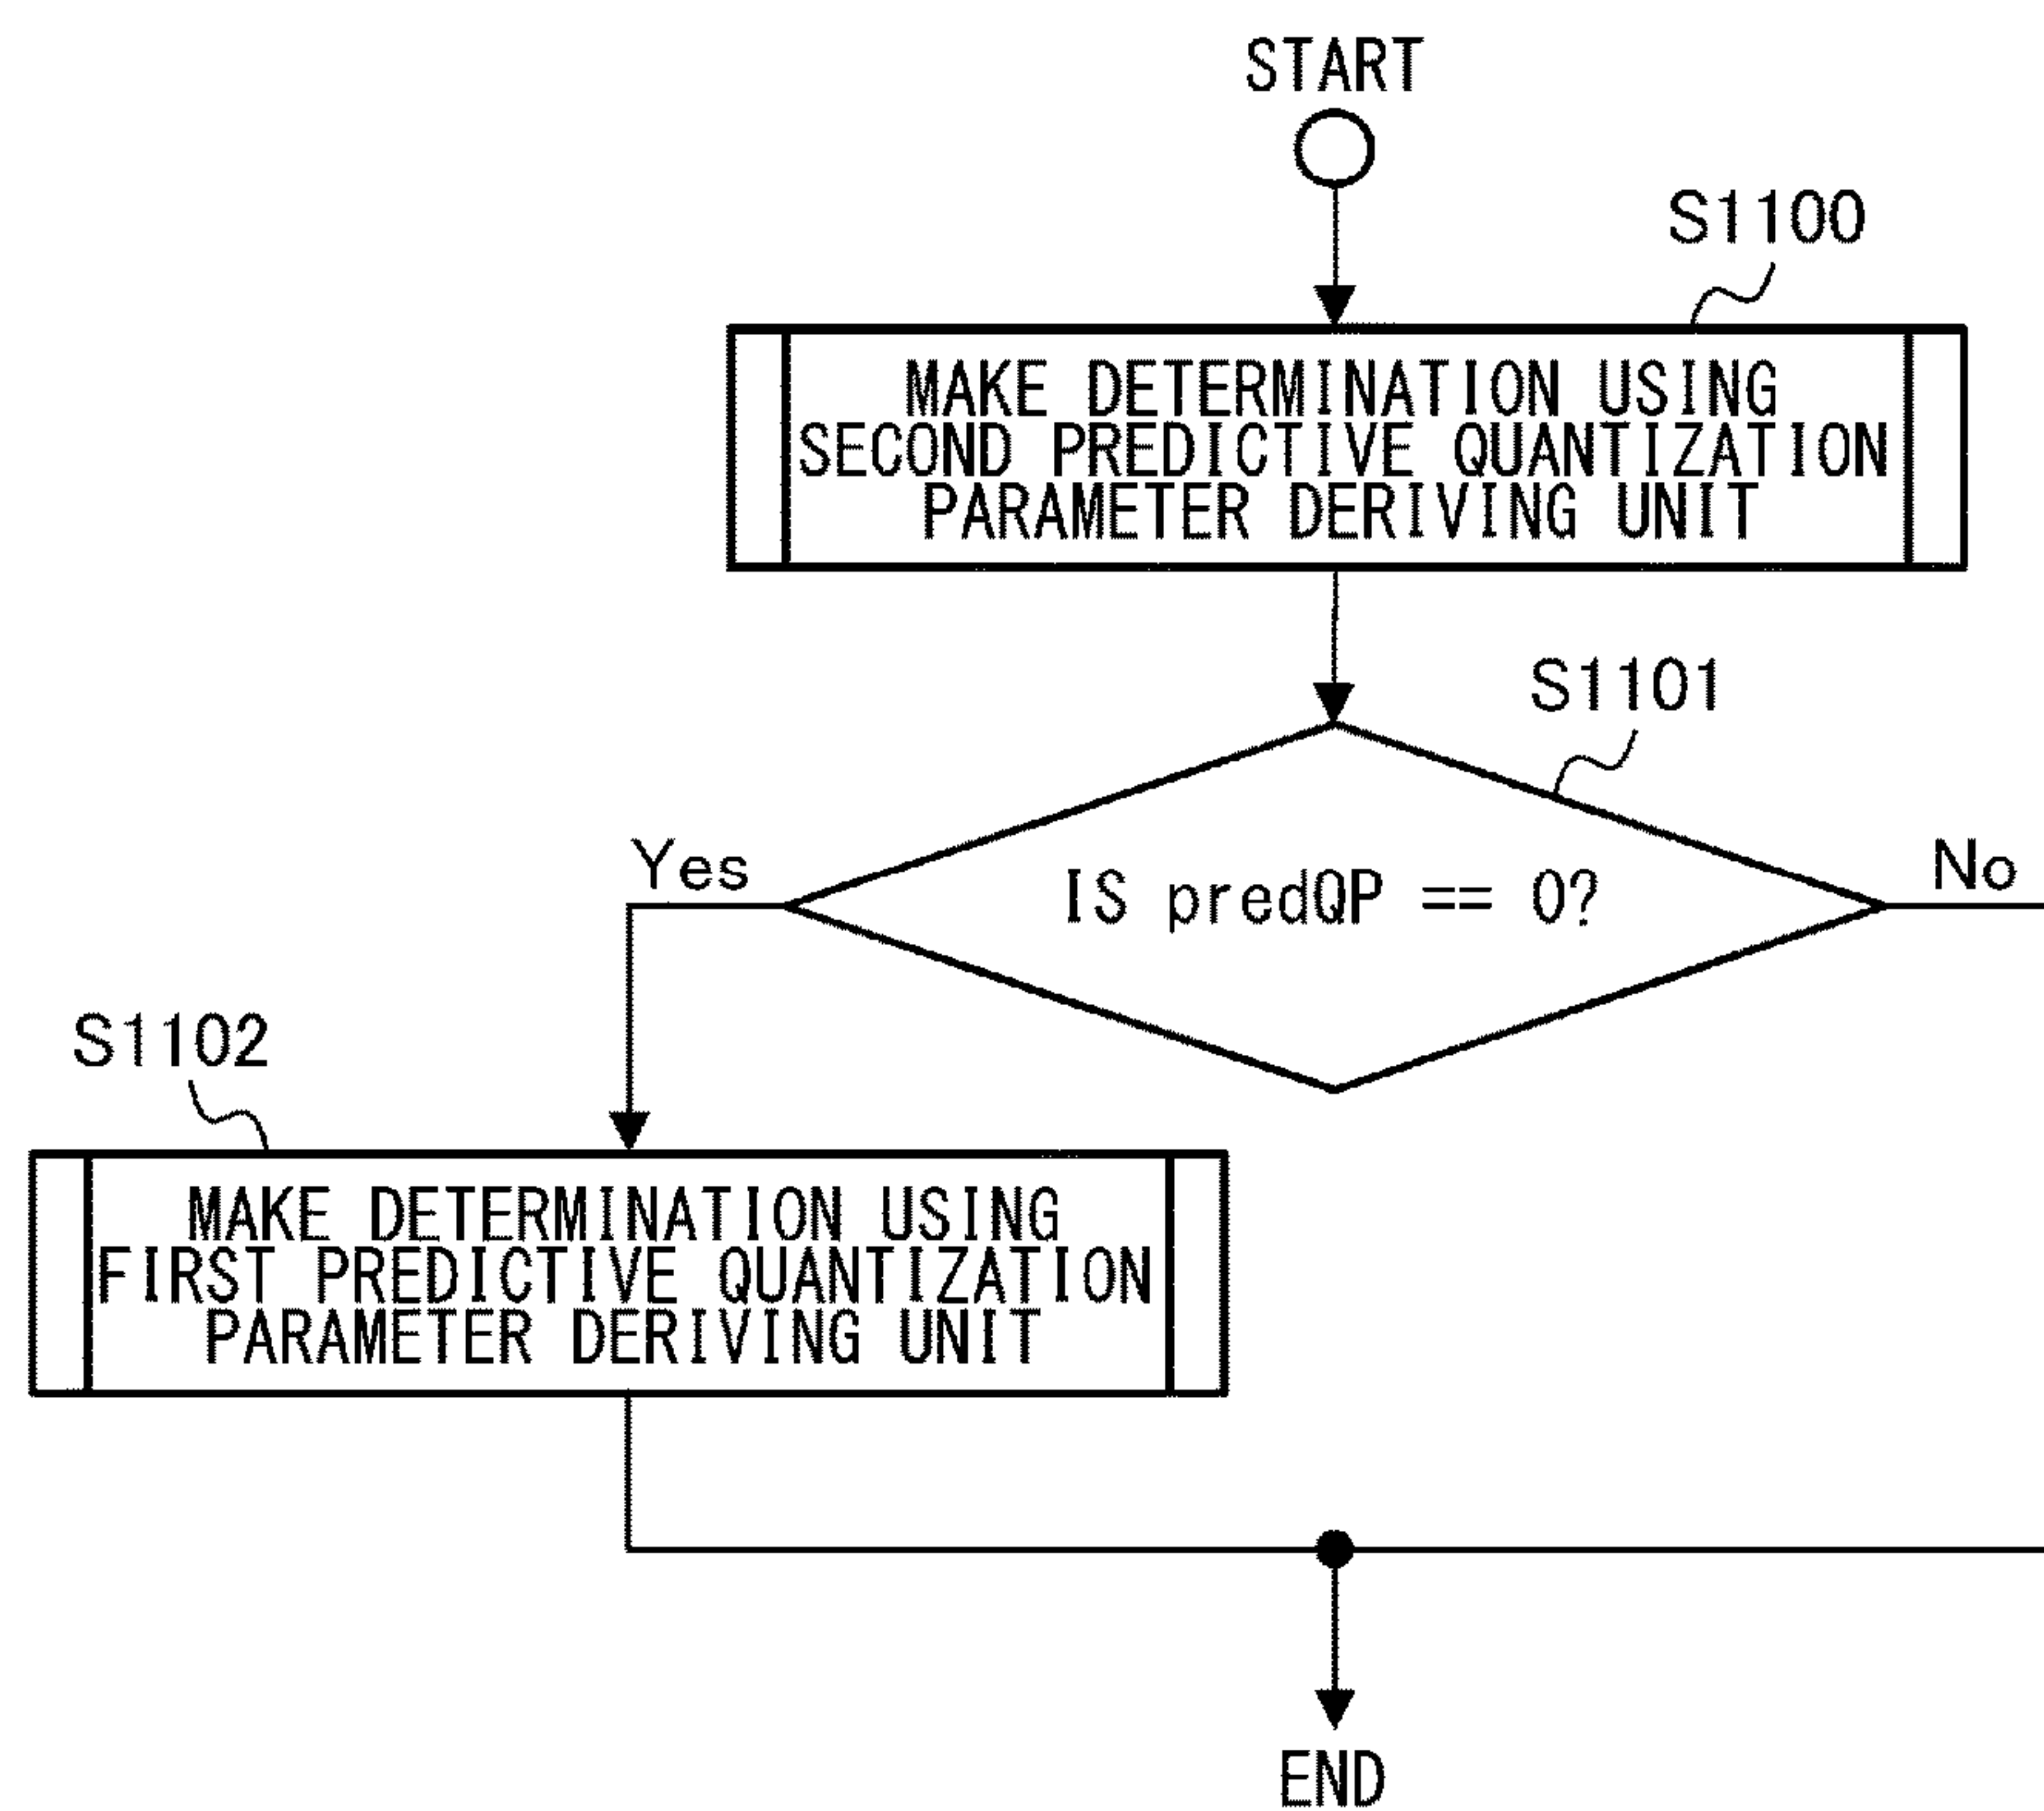 START
S1100
MAKE DETERMINATION USING
SECOND PREDICTIVE QUANTIZATION
PARAMETER DERIVING UNIT
S1101
Yes
IS predQP == 0?
No
S1102
MAKE DETERMINATION USING
FIRST PREDICTIVE QUANTIZATION
PARAMETER DERIVING UNIT
END